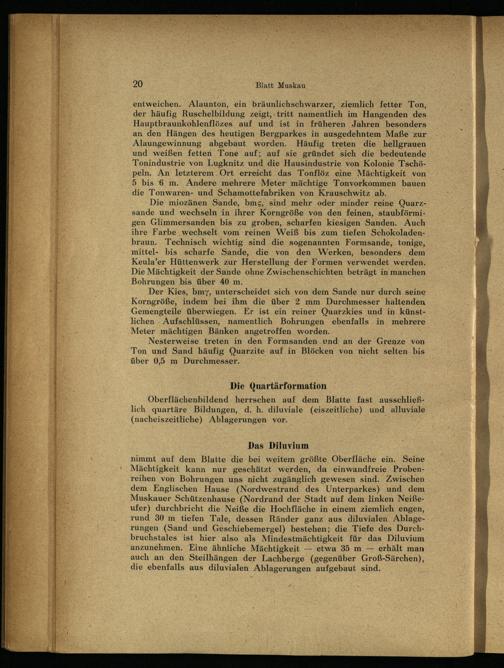 20
Blatt Muskau
entweichen. Alaunton, ein bräunlichschwarzer, ziemlich fetter Ton,
der häufig Ruschelbildung zeigt, tritt namentlich im Hangenden des
Hauptbraunkohlenflözes auf und ist in früheren Jahren besonders
an den Hängen des heutigen Bergparkes in ausgedehntem Maße zur
Alaungewinnung abgebaut worden. Häufig treten die hellgrauen
und weißen fetten Tone auf; auf sie gründet sich die bedeutende
Tonindustrie von Lugknitz und die Hausindustrie von Kolonie Tschö-
peln. An letzterem Ort erreicht das Tonflöz eine Mächtigkeit von
5 bis 6 m. Andere mehrere Meter mächtige Tonvorkommen bauen
die Tonwaren- und Schamottefabriken von Krauschwitz ab.
Die miozänen Sande, bmς, sind mehr oder minder reine Quarz-
sande und wechseln in ihrer Korngröße von den feinen, staubförmi-
gen Glimmersanden bis zu groben, scharfen kiesigen Sanden. Auch
ihre Farbe wechselt vom reinen Weiß bis zum tiefen Schokoladen-
braun. Technisch wichtig sind die sogenannten Formsande, tonige,
mittel- bis scharfe Sande, die von den Werken, besonders dem
Keula'er Hüttenwerk zur Herstellung der Formen verwendet werden.
Die Mächtigkeit der Sande ohne Zwischenschichten beträgt in manchen
Bohrungen bis über 40 m.
Der Kies, bmγ, unterscheidet sich von dem Sande nur durch seine
Korngröße, indem bei ihm die über 2 mm Durchmesser haltenden
Gemengteile überwiegen. Er ist ein reiner Quarzkies und in künst-
lichen Aufschlüssen, namentlich Bohrungen ebenfalls in mehrere
Meter mächtigen Bänken angetroffen worden.
Nesterweise treten in den Formsanden und an der Grenze von
Ton und Sand häufig Quarzite auf in Blöcken von nicht selten bis
über 0,5 m Durchmesser.
Die Quartärformation
Oberflächenbildend herrschen auf dem Blatte fast ausschließ-
lich quartäre Bildungen, d. h. diluviale (eiszeitliche) und alluviale
(nacheiszeitliche) Ablagerungen vor.
Das Diluvium
nimmt auf dem Blatte die bei weitem größte Oberfläche ein. Seine
Mächtigkeit kann nur geschätzt werden, da einwandfreie Proben-
reihen von Bohrungen uns nicht zugänglich gewesen sind. Zwischen
dem Englischen Hause (Nordwestrand des Unterparkes) und dem
Muskauer Schützenhause (Nordrand der Stadt auf dem linken Neiße-
ufer) durchbricht die Neiße die Hochfläche in einem ziemlich engen,
rund 30 m tiefen Tale, dessen Ränder ganz aus diluvialen Ablage-
rungen (Sand und Geschiebemergel) bestehen; die Tiefe des Durch-
bruchstales ist hier also als Mindestmächtigkeit für das Diluvium
anzunehmen. Eine ähnliche Mächtigkeit — etwa 35 m — erhält man
auch an den Steilhängen der Lachberge (gegenüber Groß-Särchen),
die ebenfalls aus diluvialen Ablagerungen aufgebaut sind.